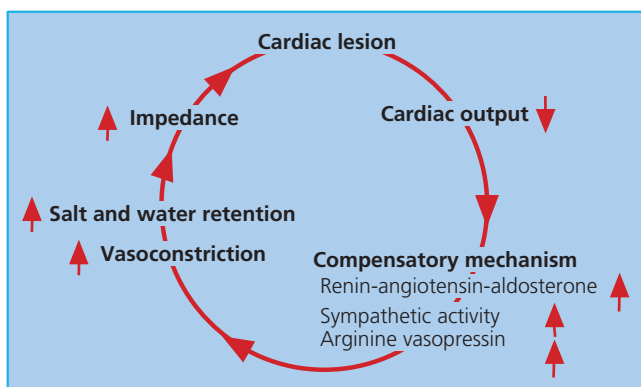 Cardiac lesion
Cardiac output
Compensatory mechanism
Renin-angiotensin-aldosterone
Sympathetic activity
Arginine vasopressin
Vasoconstriction
Salt and water retention
Impedance